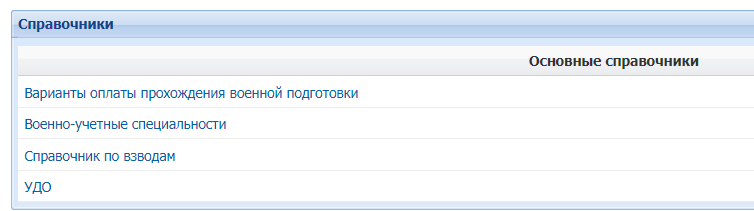 Справочники
Основные справочники
Варианты оплаты прохождения военной подготовки
Военно-учетные специальности
Справочник по взводам
УДО